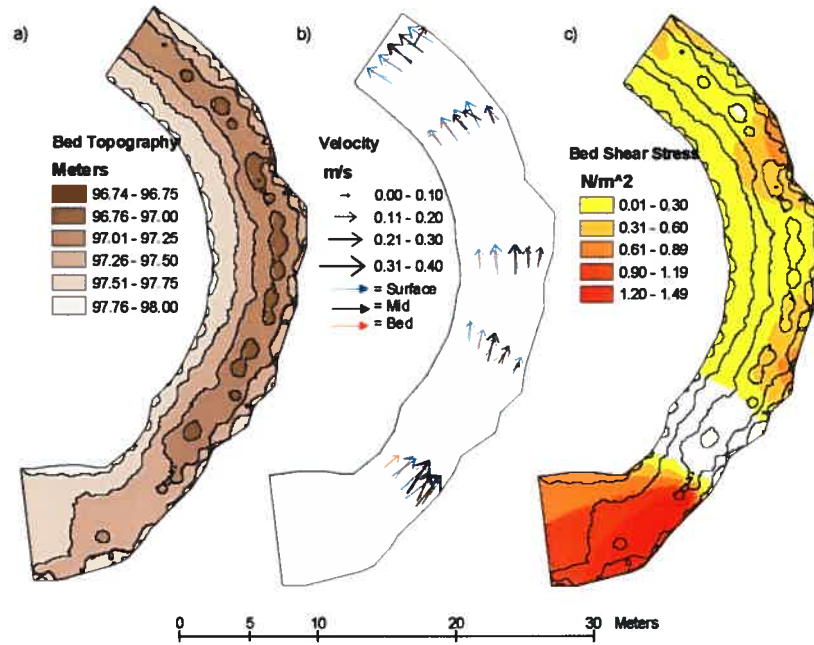 a)
Bed Topography
Meters
96.74 - 96.75
96.76 - 97.00
97.01 - 97.25
97.26 - 97.50
97.51 - 97.75
97.76 - 98.00
b)
Velocity
m/s
0.00 - 0.10
0.11 - 0.20
0.21 - 0.30
0.31 - 0.40
= Surface
= Mid
= Bed
c)
Bed Shear Stress
N/m^2
0.01 - 0.30
0.31 - 0.60
0.61 - 0.89
0.90 - 1.19
1.20 - 1.49
0 5 10 20 30 Meters